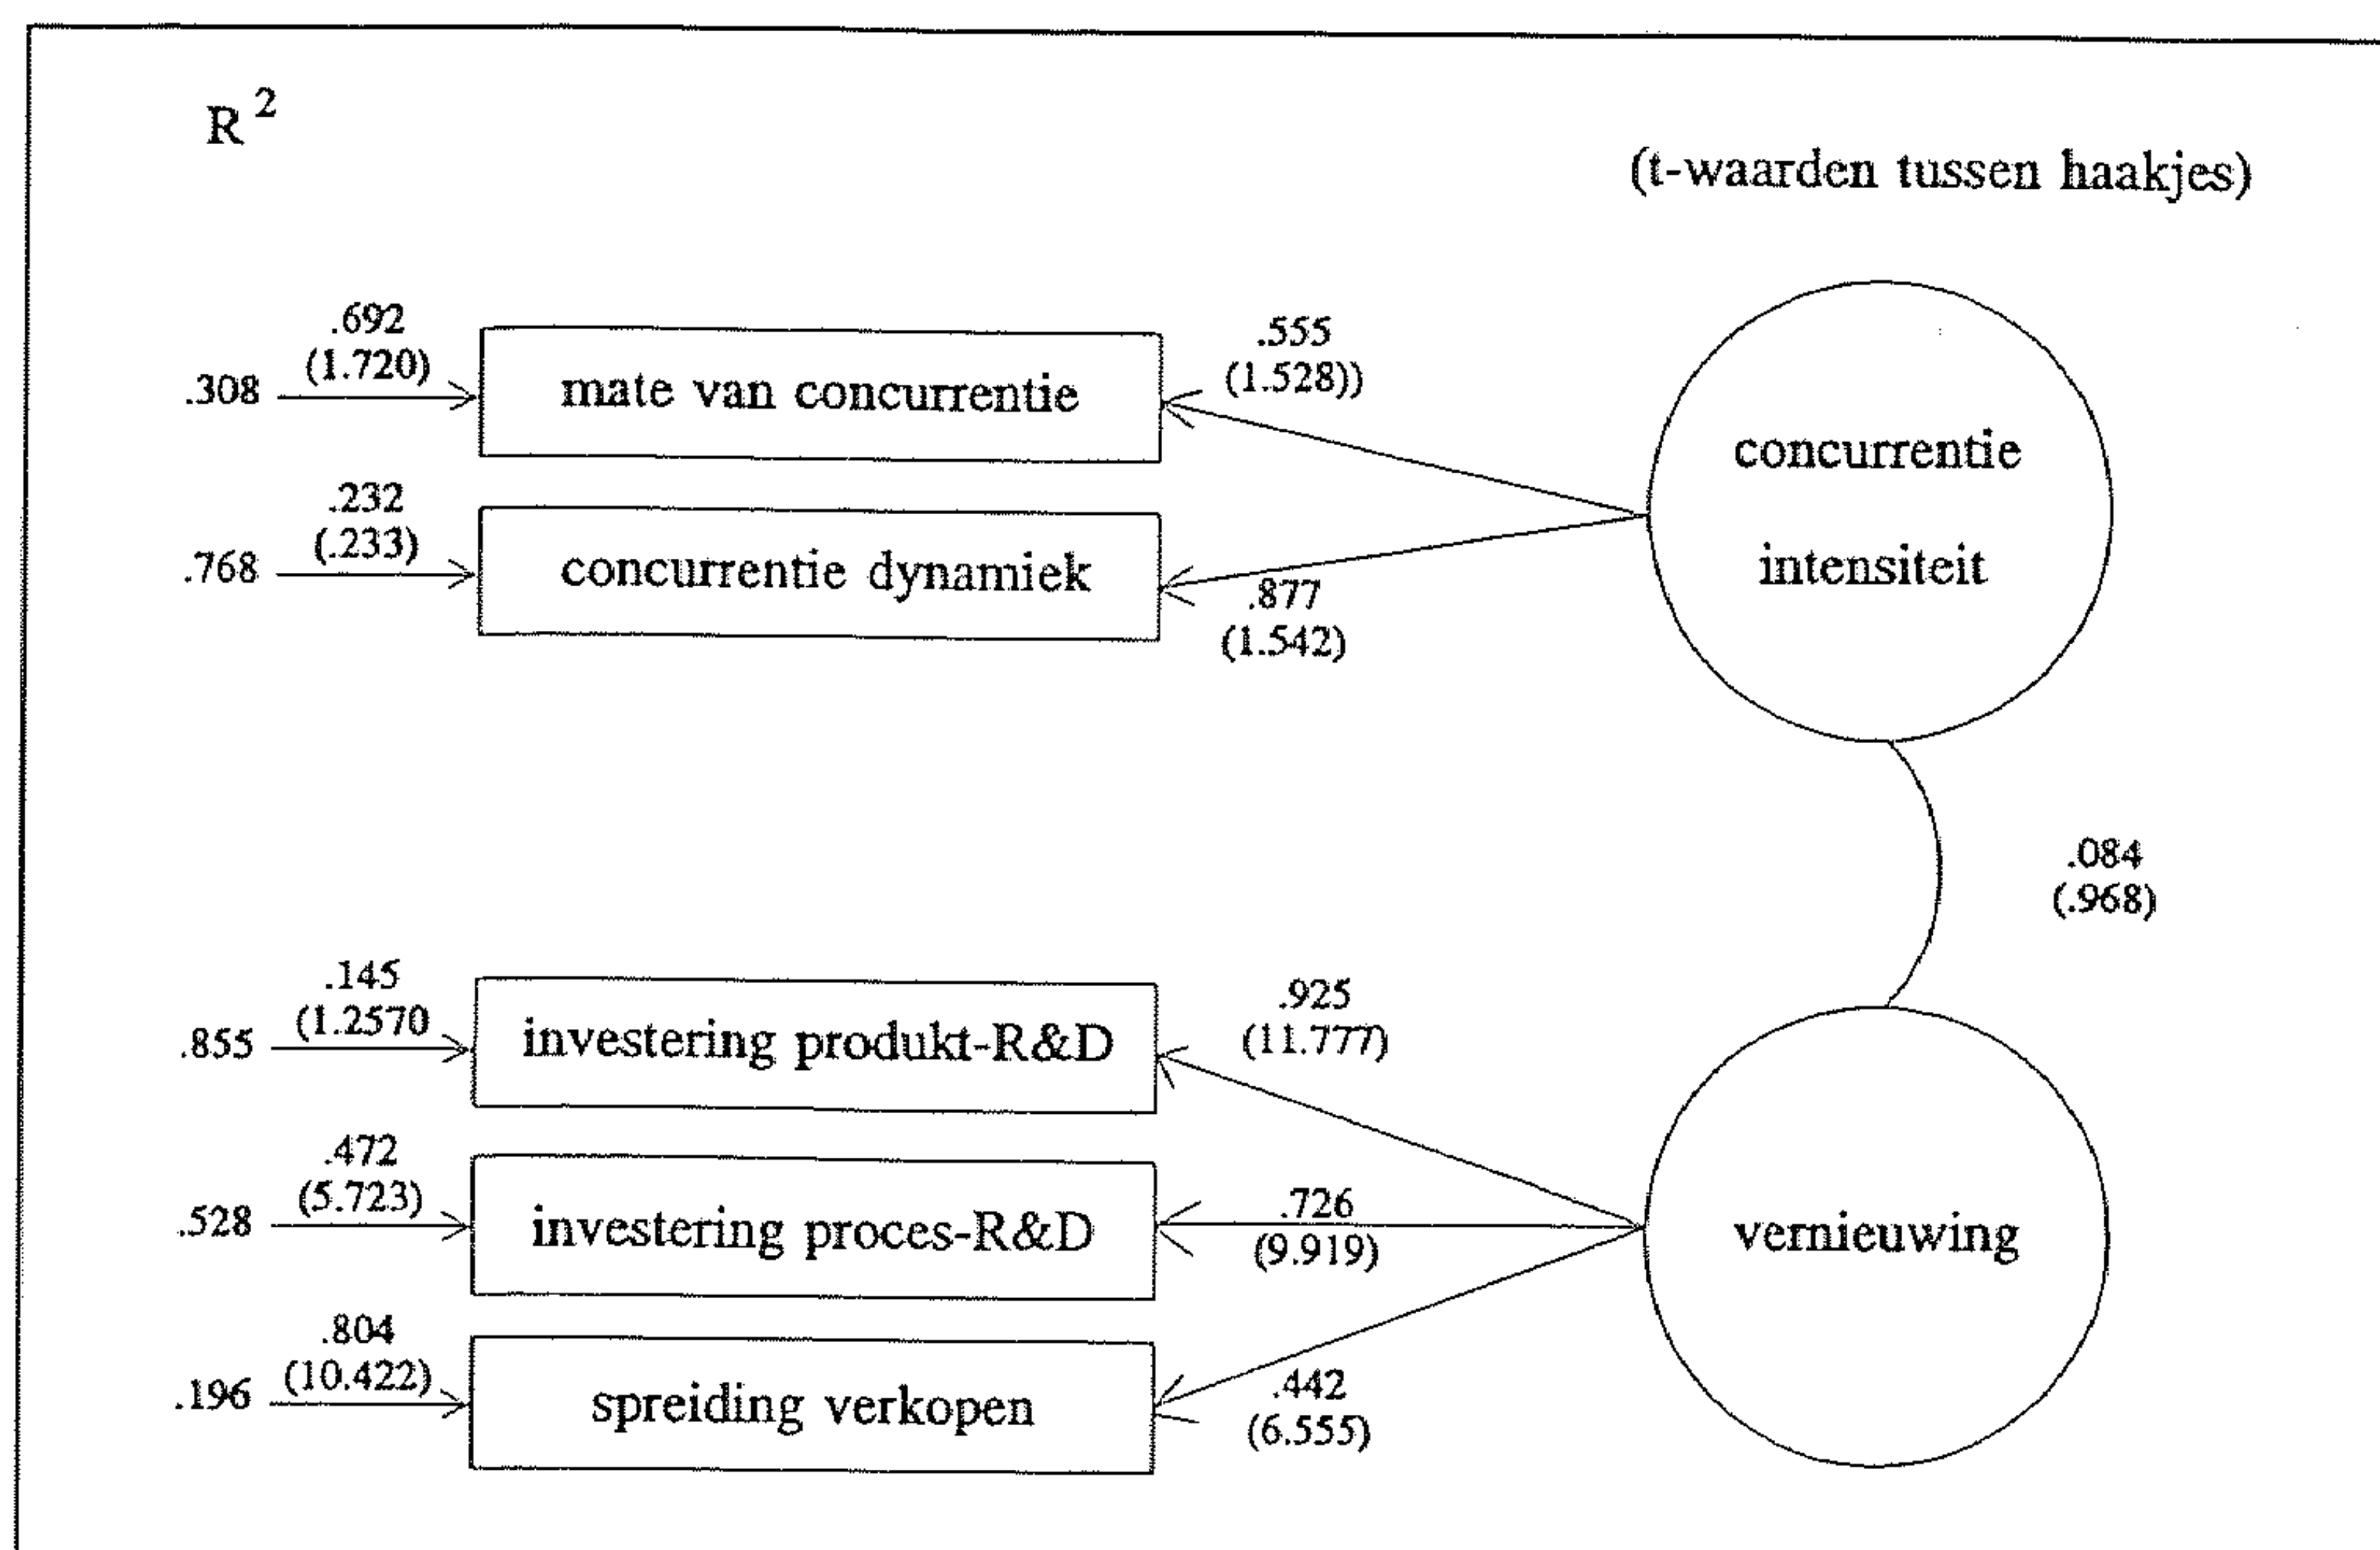 R 2
(t-waarden tussen haakjes)
.692
(1.720)
.308
mate van concurrentie
.555
(1.528))
concurrentie
intensiteit
.232
(.233)
.768
concurrentie dynamiek
.877
(1.542)
.084
(.968)
.145
(1.2570
.855
investering produkt-R&D
.925
(11.777)
.472
(5.723)
.528
investering proces-R&D
.726
(9.919)
vernieuwing
.804
(10.422)
.196
spreiding verkopen
.442
(6.555)